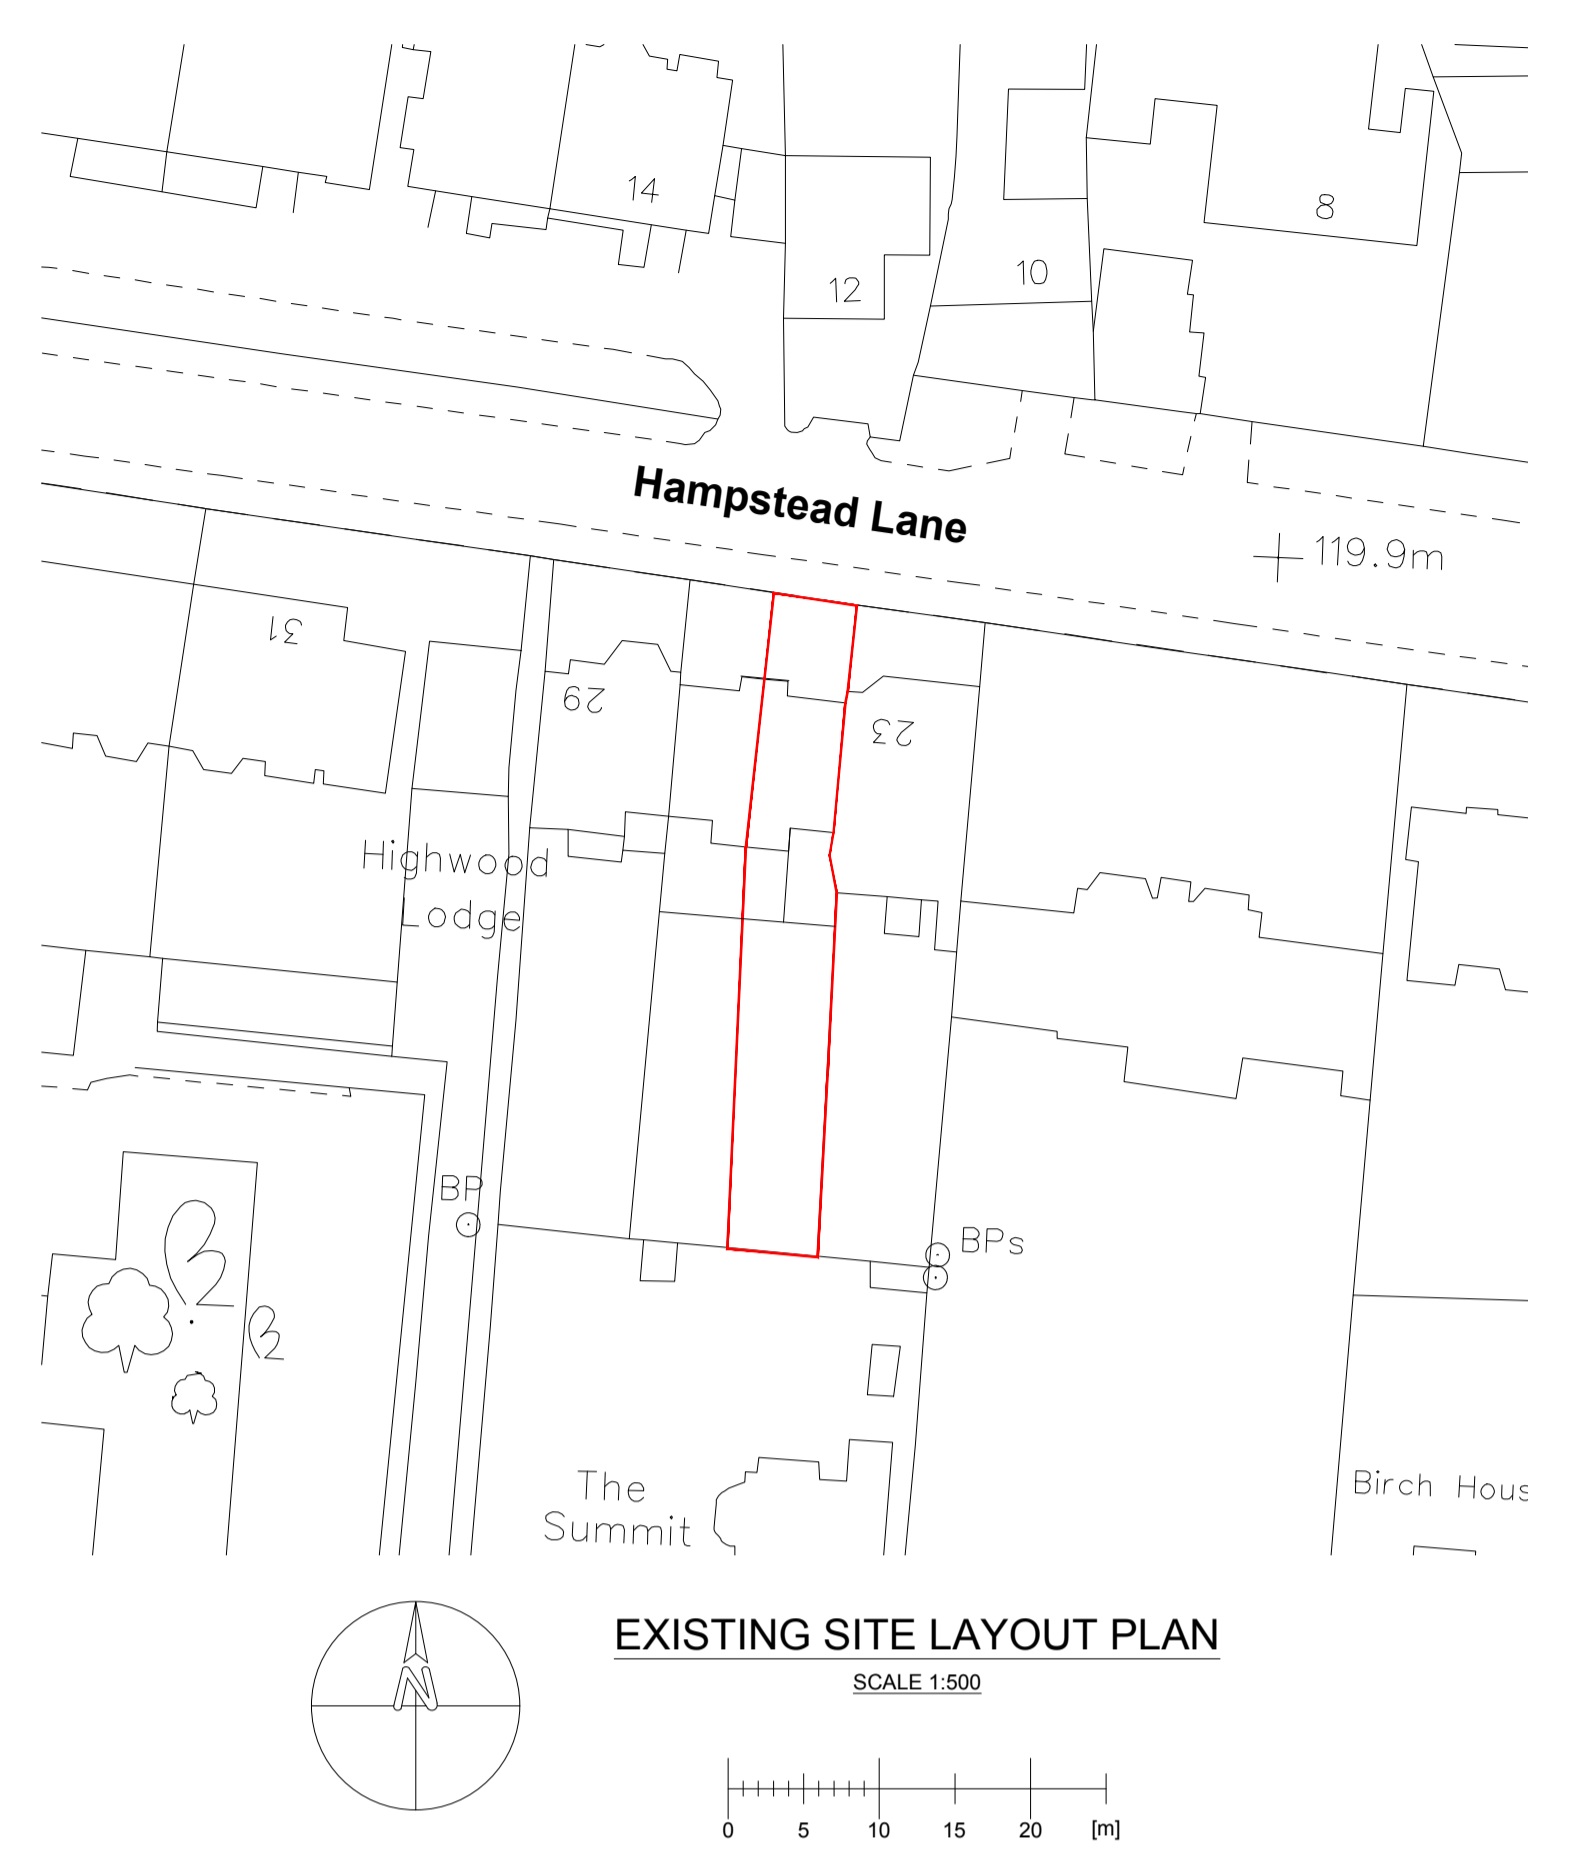 14
8
10
12
Hampstead Lane
119.9m
31
29
23
Highwood
Lodge
BP
BPs
The
Summit
Birch Hous
N
EXISTING SITE LAYOUT PLAN
SCALE 1:500
0 5 10 15 20 [m]